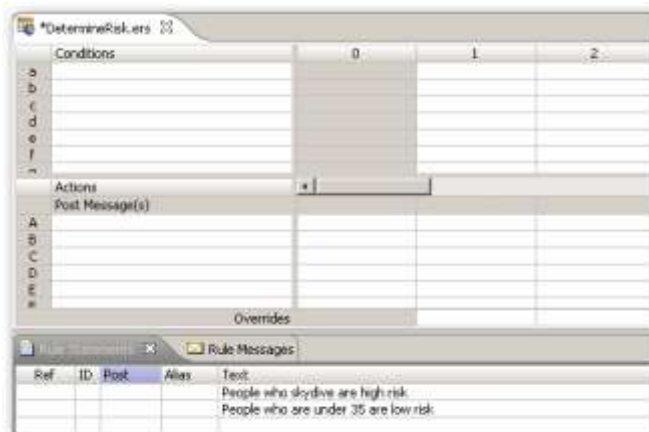 *DetermineRisk.ers
Conditions 0 1 2
a
b
c
d
e
f
Actions
Post Message(s)
A
B
C
D
E
Overrides
Rule Messages
Ref ID Post Alias Text
People who skydive are high risk
People who are under 35 are low risk